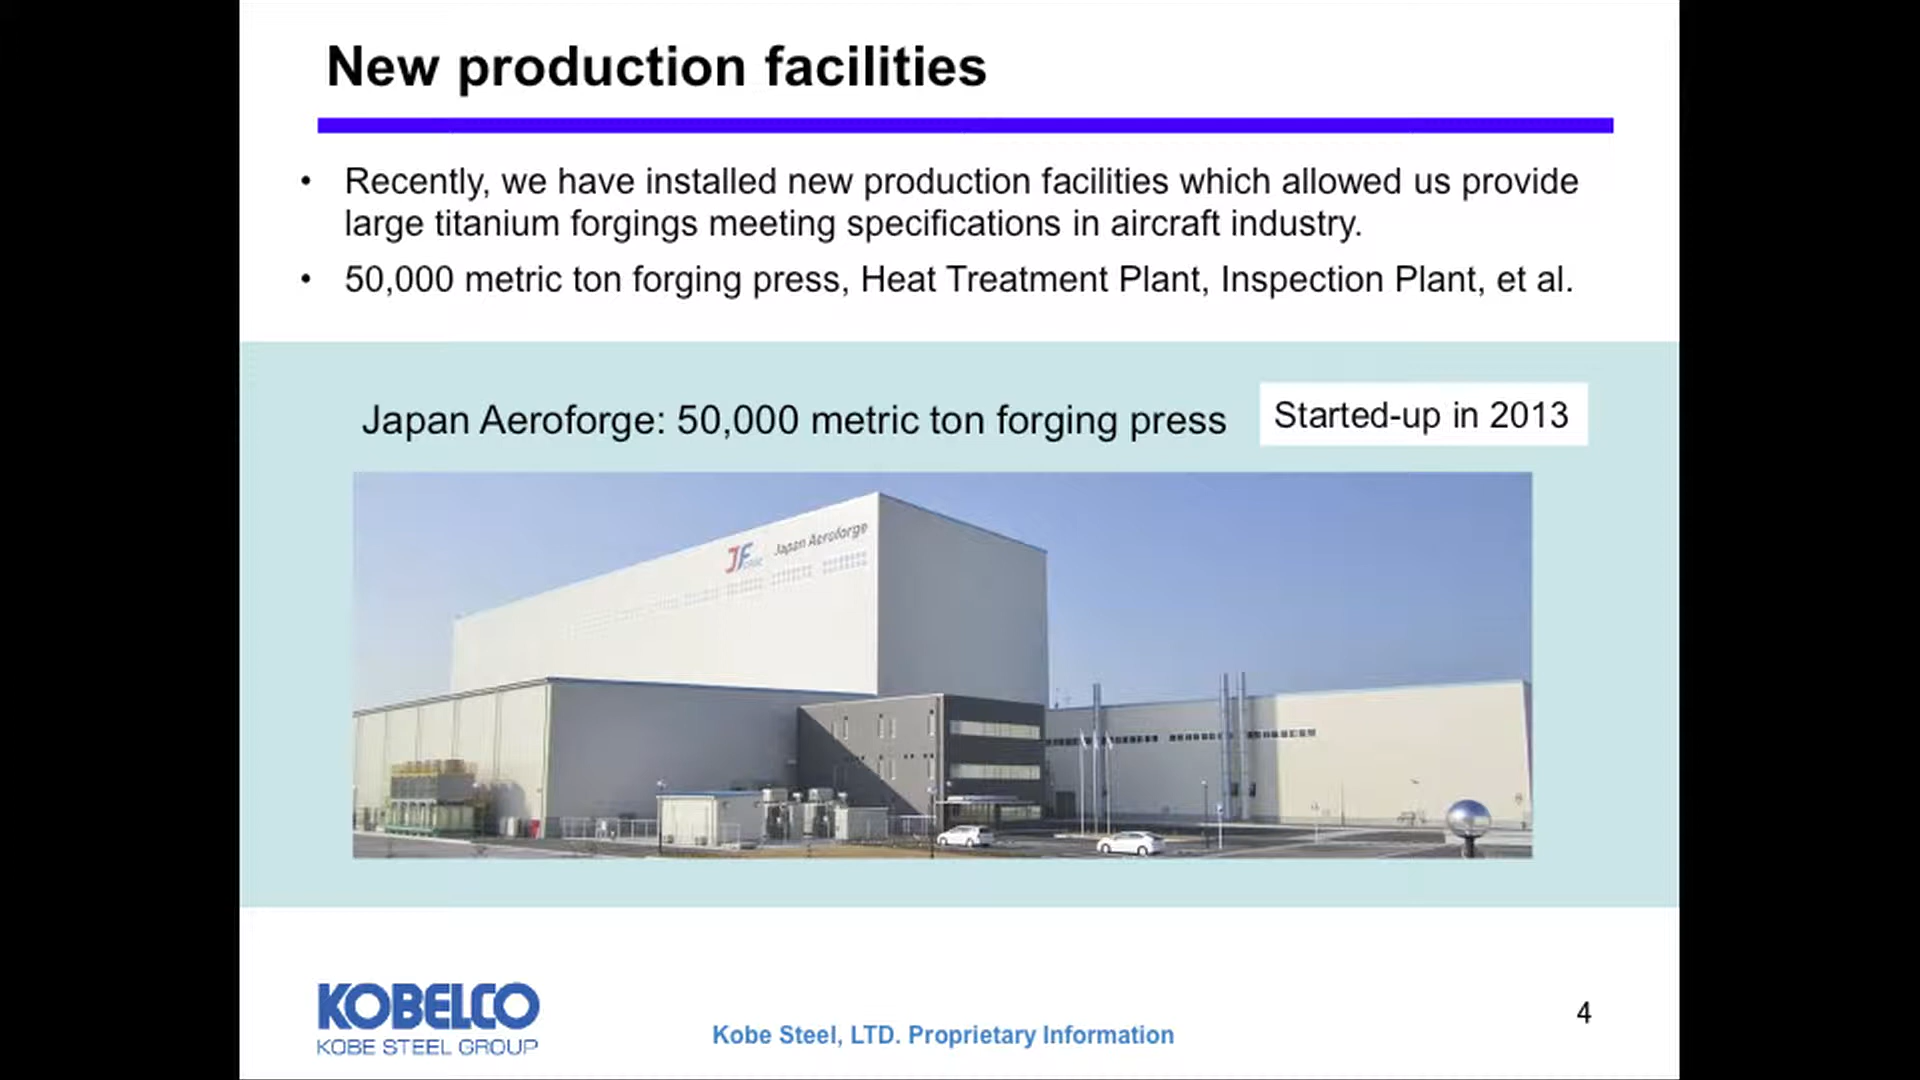 New production facilities
• Recently, we have installed new production facilities which allowed us provide
large titanium forgings meeting specifications in aircraft industry.
• 50,000 metric ton forging press, Heat Treatment Plant, Inspection Plant, et al.
Japan Aeroforge: 50,000 metric ton forging press
Started-up in 2013
JF
Japan Aeroforge
KOBELCO
KOBE STEEL GROUP
Kobe Steel, LTD. Proprietary Information
4